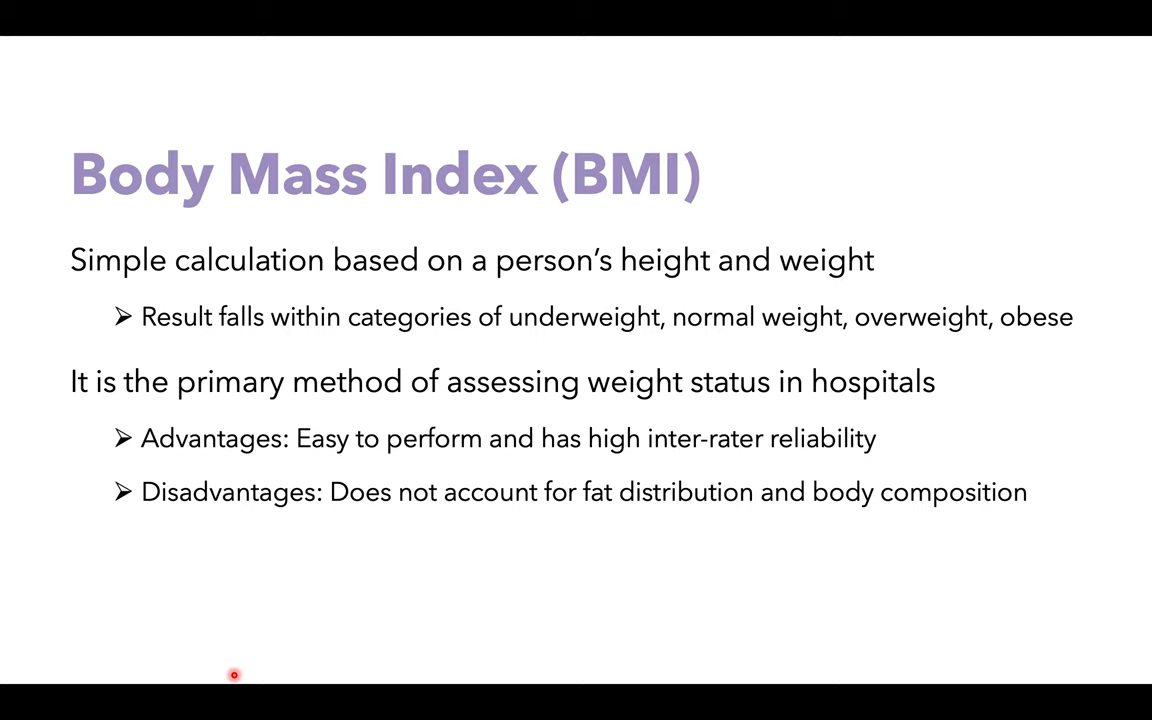 Body Mass Index (BMI)
Simple calculation based on a person’s height and weight
➢ Result falls within categories of underweight, normal weight, overweight, obese
It is the primary method of assessing weight status in hospitals
➢ Advantages: Easy to perform and has high inter-rater reliability
➢ Disadvantages: Does not account for fat distribution and body composition